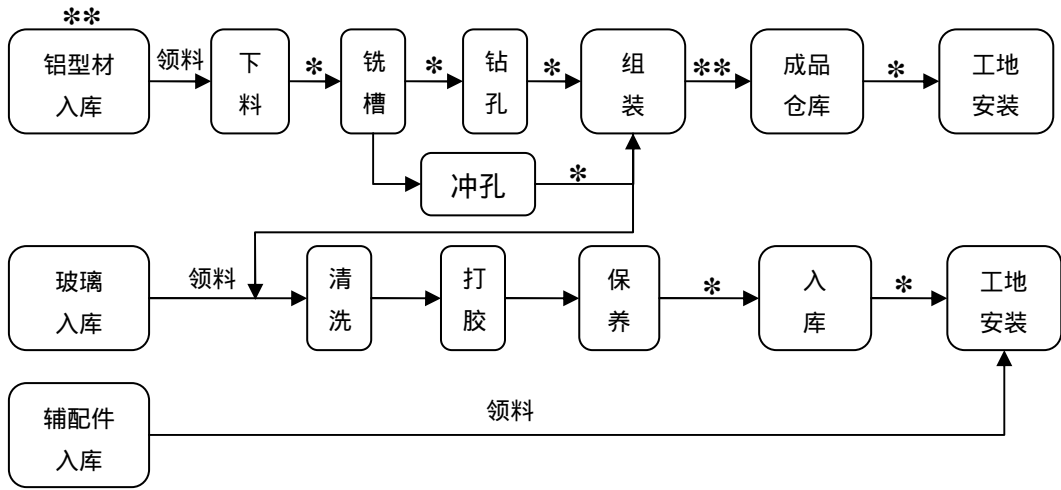 **
铝型材
入库
领料
下
料
*
铣
槽
*
钻
孔
*
组
装
**
成品
仓库
*
工地
安装
冲孔
*
玻璃
入库
领料
清
洗
打
胶
保
养
*
入
库
*
工地
安装
辅配件
入库
领料